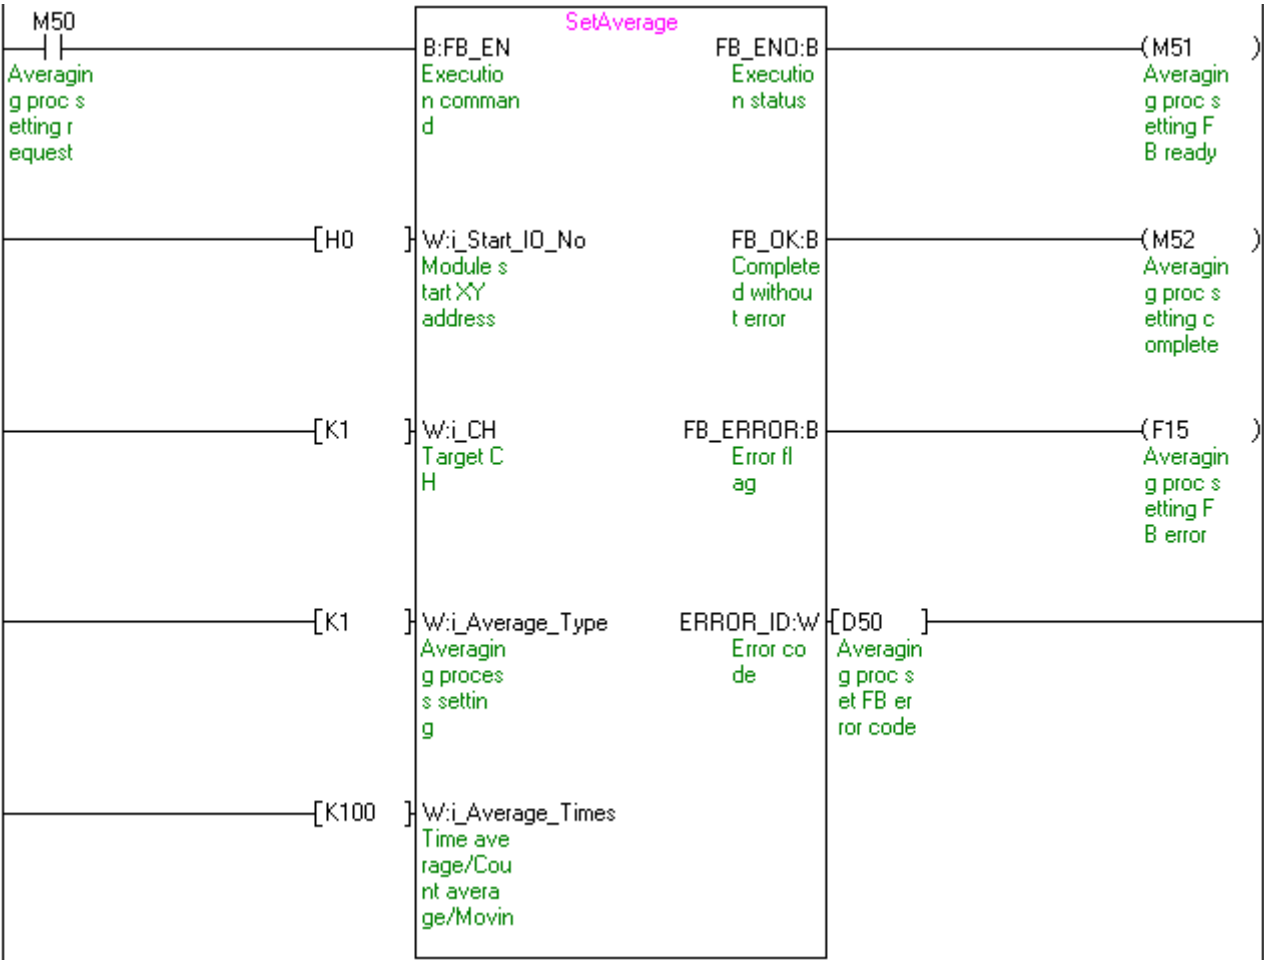 M50
SetAverage
B:FB_EN
FB_ENO:B
(M51 )
Averagin
g proc s
etting r
equest
Executio
n comman
d
Executio
n status
Averagin
g proc s
etting F
B ready
[H0 ]
W:i_Start_IO_No
FB_OK:B
(M52 )
Module s
tart XY
address
Complete
d withou
t error
Averagin
g proc s
etting c
omplete
[K1 ]
W:i_CH
FB_ERROR:B
(F15 )
Target C
H
Error fl
ag
Averagin
g proc s
etting F
B error
[K1 ]
W:i_Average_Type
ERROR_ID:W
[D50 ]
Averagin
g proces
s settin
g
Error co
de
Averagin
g proc s
et FB er
ror code
[K100 ]
W:i_Average_Times
Time ave
rage/Cou
nt avera
ge/Movin